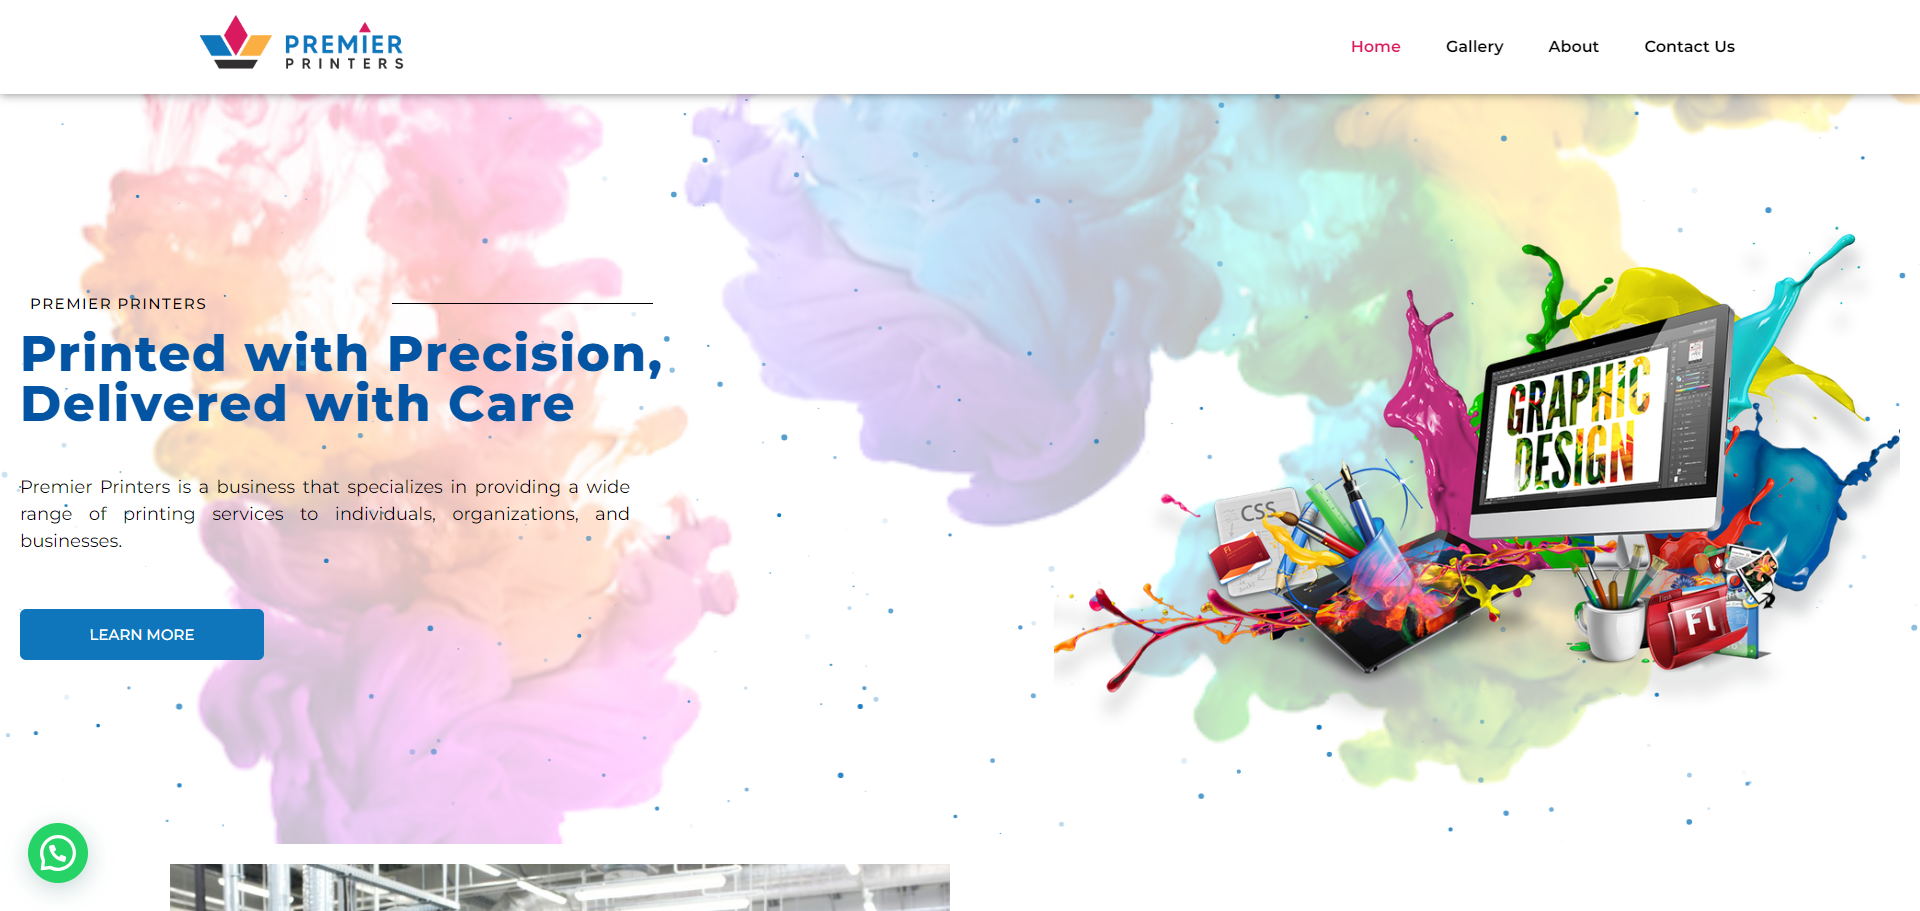 PREMIER
PRINTERS
Home
Gallery
About
Contact Us
PREMIER PRINTERS
Printed with Precision,
Delivered with Care
Premier Printers is a business that specializes in providing a wide
range of printing services to individuals, organizations, and
businesses.
LEARN MORE
GRAPHIC
DESIGN
CSS
Fl
Fl